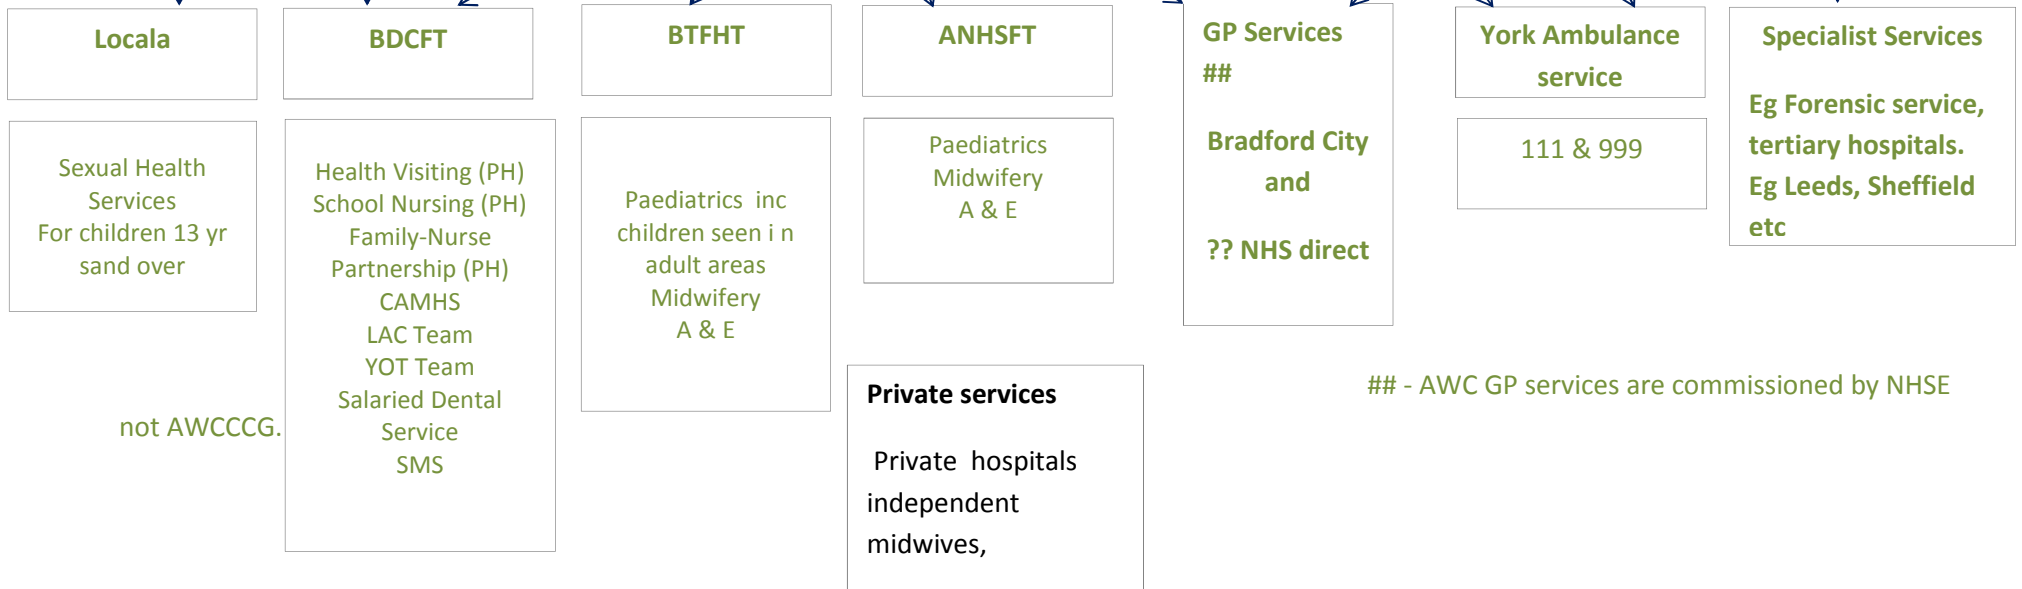 Locala
Sexual Health
Services
For children 13 yr
sand over
BDCFT
Health Visiting (PH)
School Nursing (PH)
Family-Nurse
Partnership (PH)
CAMHS
LAC Team
YOT Team
Salaried Dental
Service
SMS
BTFHT
Paediatrics inc
children seen i n
adult areas
Midwifery
A & E
ANHSFT
Paediatrics
Midwifery
A & E
GP Services
##
Bradford City
and
?? NHS direct
York Ambulance
service
111 & 999
Specialist Services
Eg Forensic service,
tertiary hospitals.
Eg Leeds, Sheffield
etc
Private services
Private hospitals
independent
midwives,
## - AWC GP services are commissioned by NHSE
not AWCCCG.